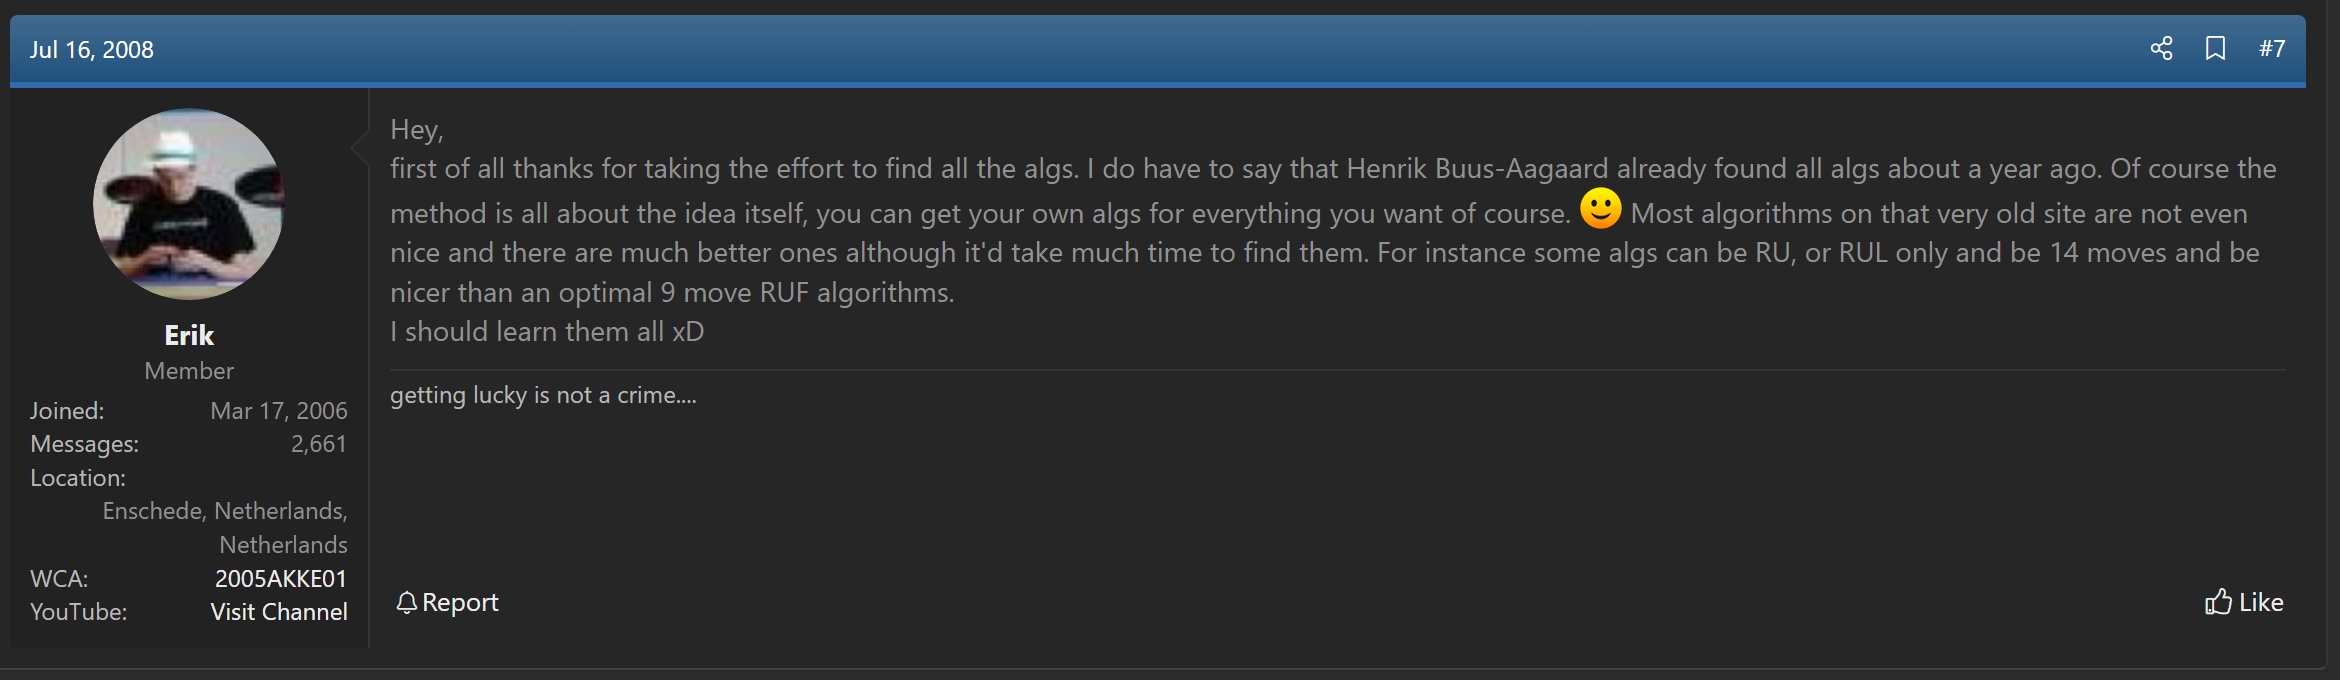 Jul 16, 2008
#7
Erik
Member
Joined: Mar 17, 2006
Messages: 2,661
Location:
Enschede, Netherlands,
Netherlands
WCA: 2005AKKE01
YouTube: Visit Channel
Hey,
first of all thanks for taking the effort to find all the algs. I do have to say that Henrik Buus-Aagaard already found all algs about a year ago. Of course the
method is all about the idea itself, you can get your own algs for everything you want of course. 🙂 Most algorithms on that very old site are not even
nice and there are much better ones although it'd take much time to find them. For instance some algs can be RU, or RUL only and be 14 moves and be
nicer than an optimal 9 move RUF algorithms.
I should learn them all xD
getting lucky is not a crime....
Report
Like